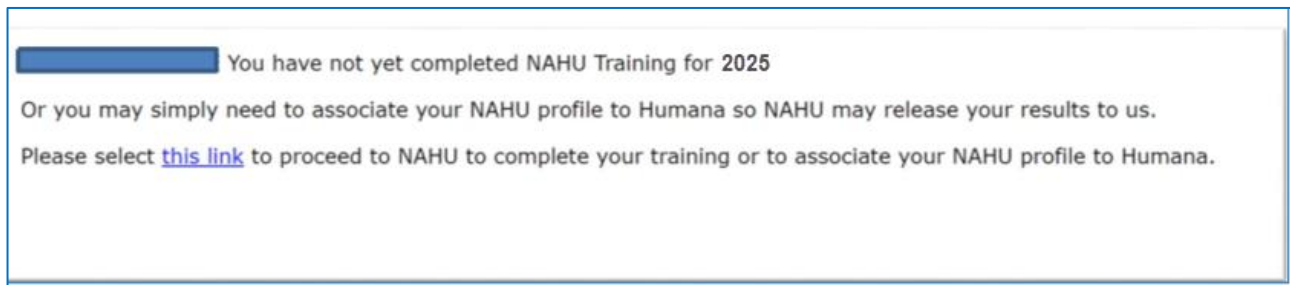 You have not yet completed NAHU Training for 2025
Or you may simply need to associate your NAHU profile to Humana so NAHU may release your results to us.
Please select this link to proceed to NAHU to complete your training or to associate your NAHU profile to Humana.